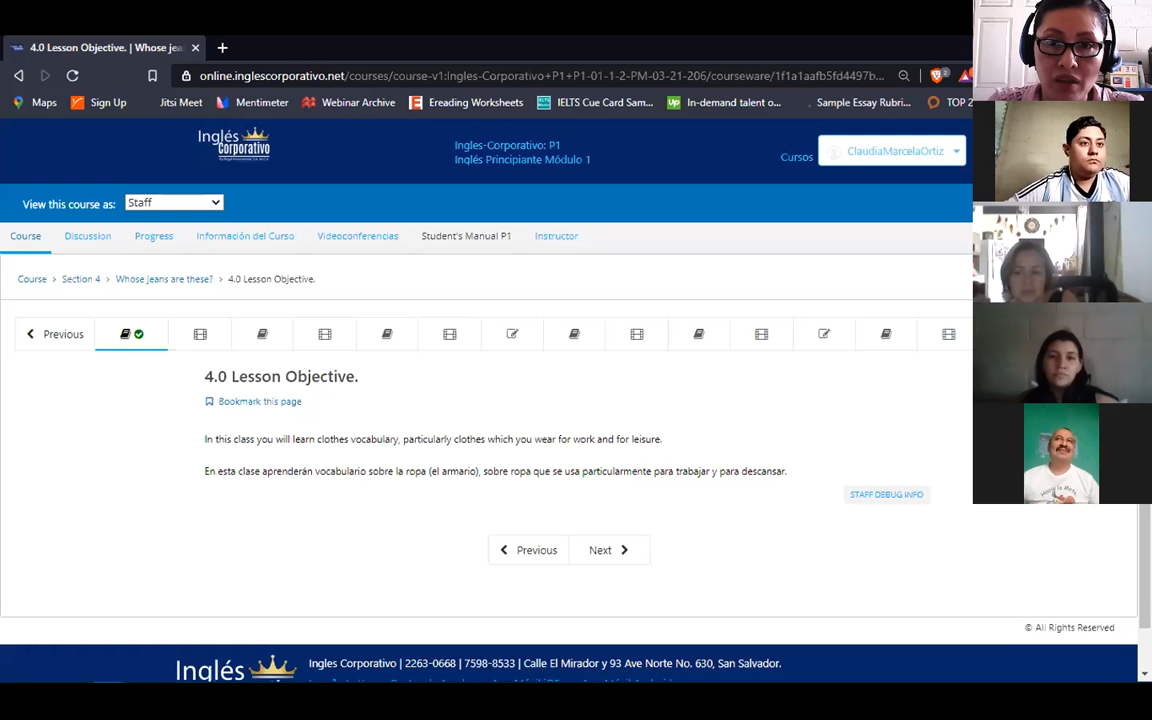 4.0 Lesson Objective. | Whose jea
online.inglescorporativo.net/courses/course-v1:Ingles-Corporativo+P1+P1-01-1-2-PM-03-21-206/courseware/1f1a1aafb5fd4497b...
2
Maps
Sign Up
Jitsi Meet
Mentimeter
Webinar Archive
Ereading Worksheets
IELTS Cue Card Sam...
In-demand talent o...
Sample Essay Rubri...
TOP 2
Inglés
Corporativo
Ingles-Corporativo: P1
Inglés Principiante Módulo 1
Cursos
ClaudiaMarcelaOrtiz
View this course as:
Staff
Course
Discussion
Progress
Información del Curso
Videoconferencias
Student's Manual P1
Instructor
Course > Section 4 > Whose jeans are these? > 4.0 Lesson Objective.
Previous
4.0 Lesson Objective.
Bookmark this page
In this class you will learn clothes vocabulary, particularly clothes which you wear for work and for leisure.
En esta clase aprenderán vocabulario sobre la ropa (el armario), sobre ropa que se usa particularmente para trabajar y para descansar.
STAFF DEBUG INFO
Previous
Next
© All Rights Reserved
Inglés
Ingles Corporativo | 2263-0668 | 7598-8533 | Calle El Mirador y 93 Ave Norte No. 630, San Salvador.